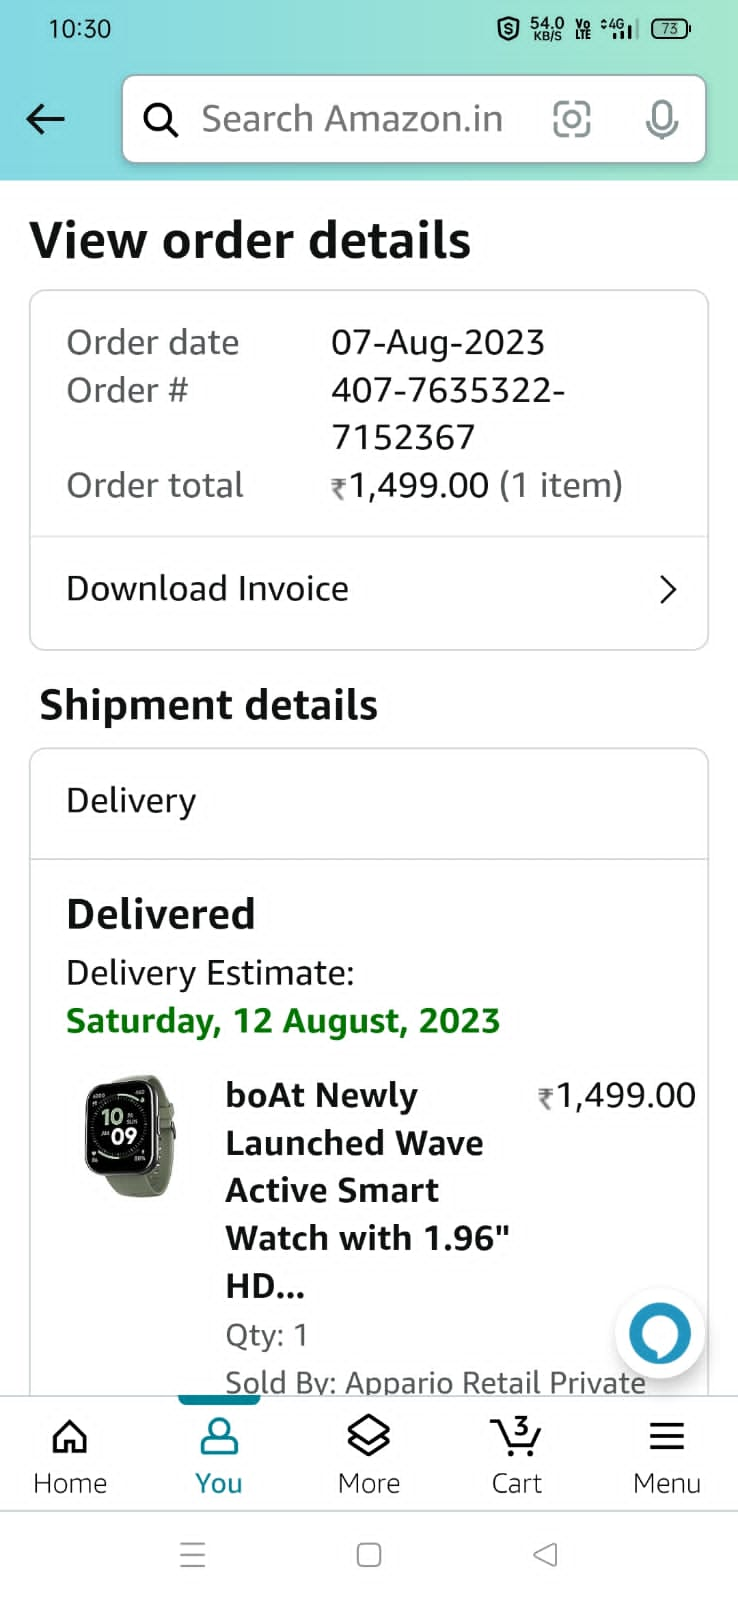 10:30
54.0 KB/S
Vo LTE
4G
73
Search Amazon.in
View order details
Order date 07-Aug-2023
Order # 407-7635322-
7152367
Order total ₹1,499.00 (1 item)
Download Invoice
Shipment details
Delivery
Delivered
Delivery Estimate:
Saturday, 12 August, 2023
boAt Newly ₹1,499.00
Launched Wave
Active Smart
Watch with 1.96"
HD...
10
09
Qty: 1
Sold By: Appario Retail Private
3
Home You More Cart Menu